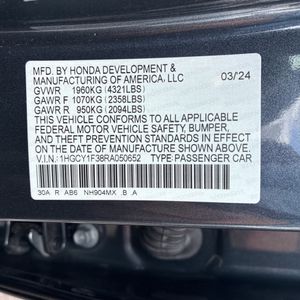 MFD. BY HONDA DEVELOPMENT &
MANUFACTURING OF AMERICA, LLC 03/24
GVWR 1960KG (4321LBS)
GAWR F 1070KG (2358LBS)
GAWR R 950KG (2094LBS)
THIS VEHICLE CONFORMS TO ALL APPLICABLE
FEDERAL MOTOR VEHICLE SAFETY, BUMPER,
AND THEFT PREVENTION STANDARDS IN EFFECT
ON THE DATE OF MANUFACTURE SHOWN ABOVE.
V.I.N.: 1HGCY1F38RA050652 TYPE: PASSENGER CAR
30A R AB6 NH904MX .B A